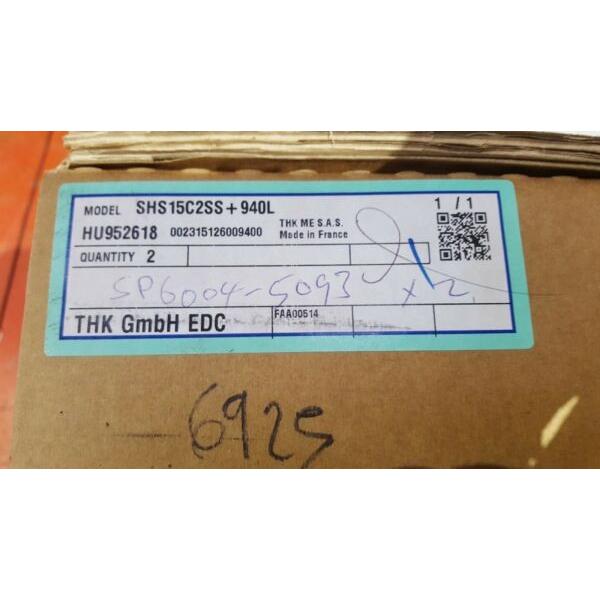 MODEL SHS15C2SS+940L 1 / 1
HU952618 002315126009400 THK ME S.A.S. Made in France
QUANTITY 2
SP6004-5093 x 2
THK GmbH EDC FAA00514
6925